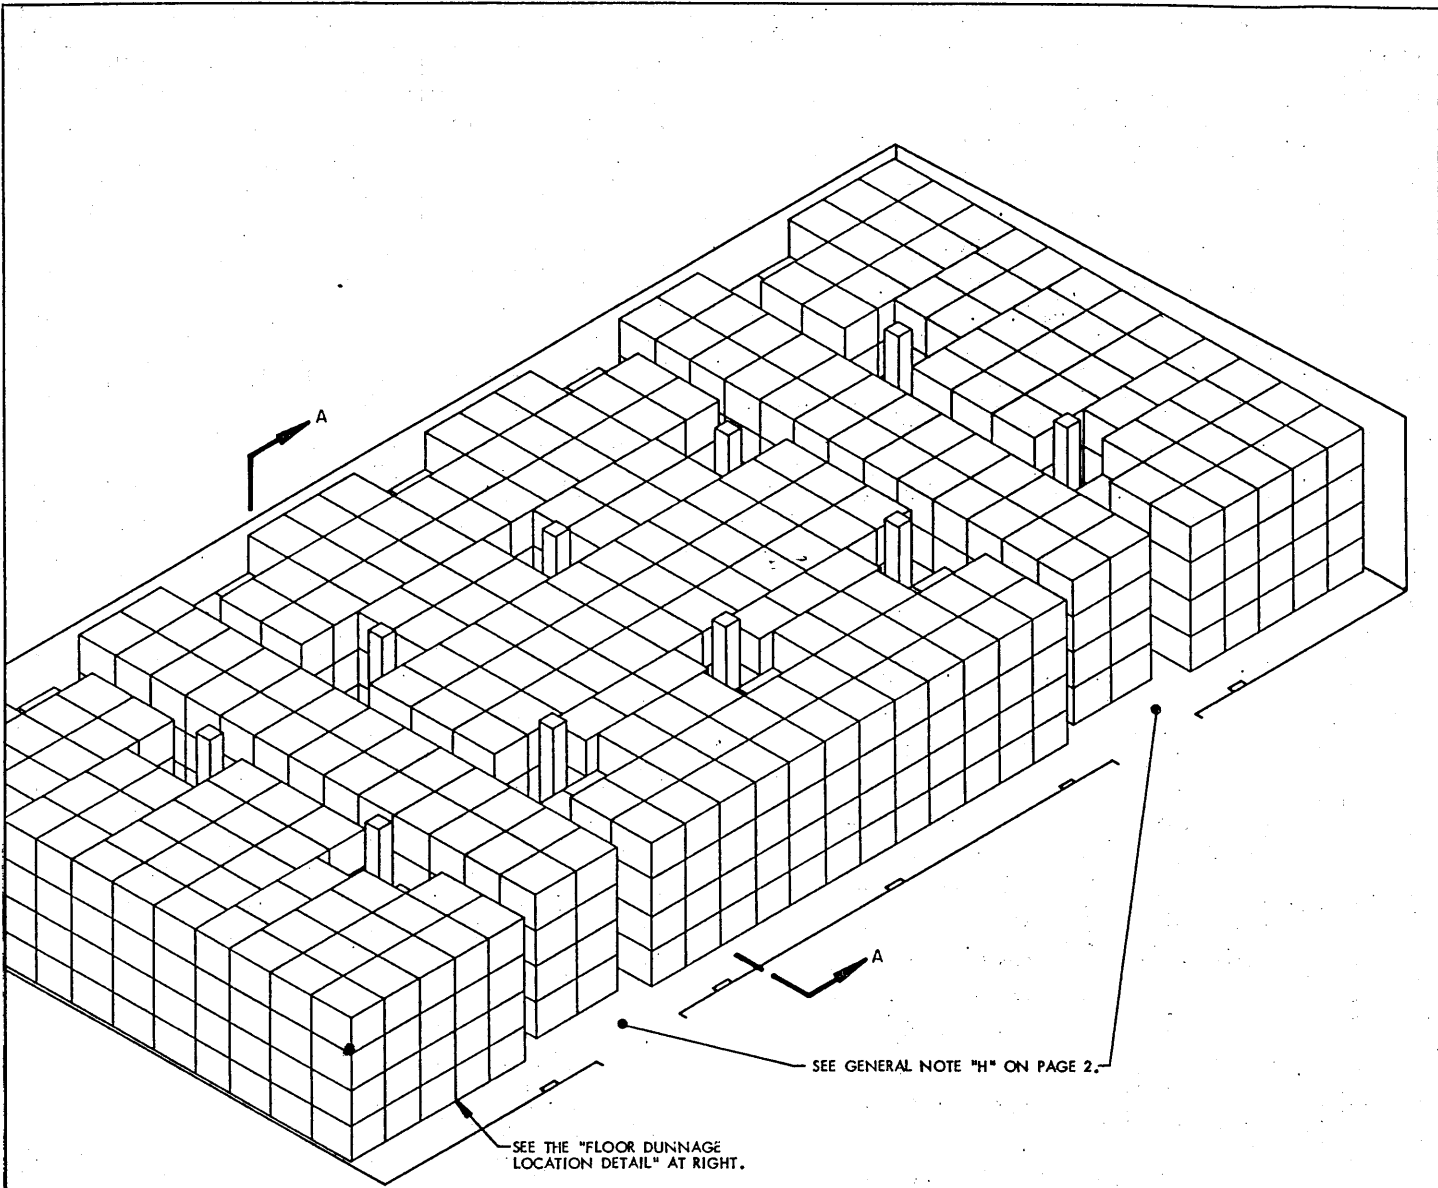 A
A
SEE GENERAL NOTE "H" ON PAGE 2.
SEE THE "FLOOR DUNNAGE
LOCATION DETAIL" AT RIGHT.